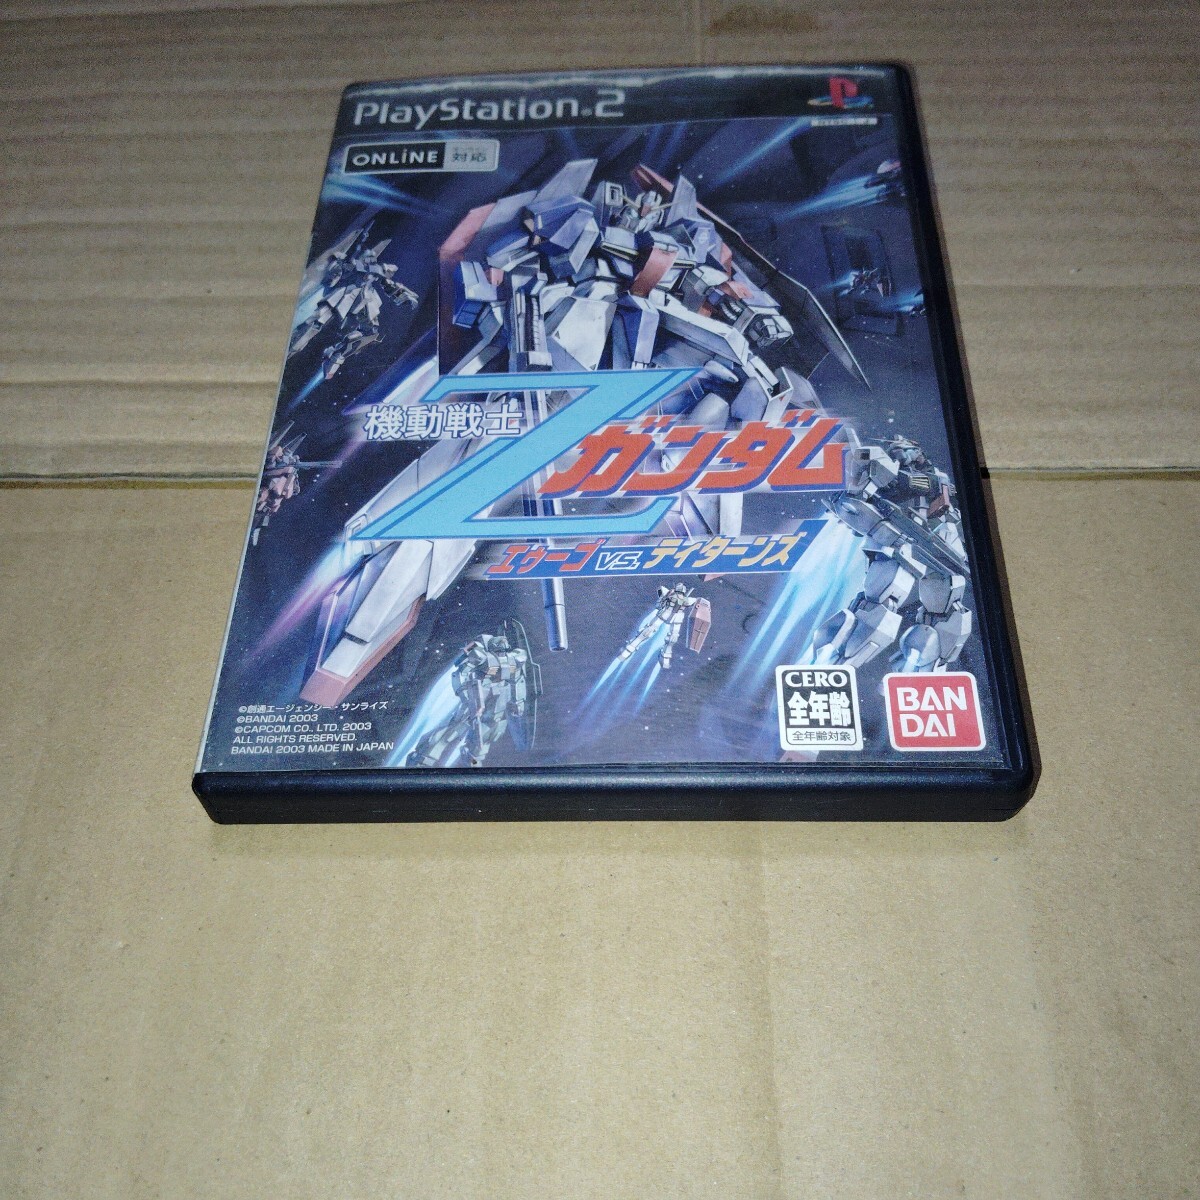 PlayStation.2
ONLINE 対応
機動戦士
Z
ガンダム
エゥーゴ VS. ティターンズ
©創通エージェンシー・サンライズ
©BANDAI 2003
©CAPCOM CO., LTD. 2003
ALL RIGHTS RESERVED.
BANDAI 2003 MADE IN JAPAN
CERO
全年齢
全年齢対象
BAN
DAI